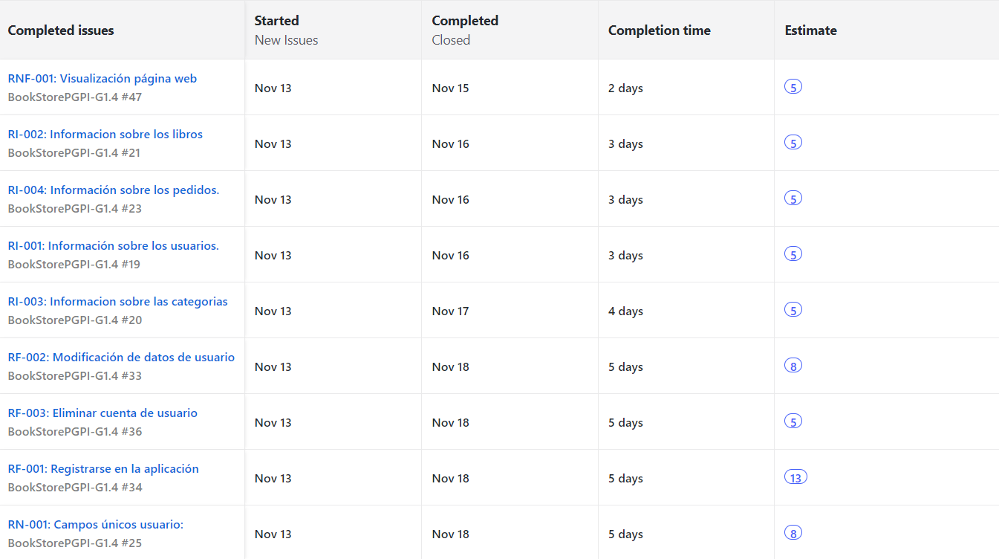 Completed issues
Started
New Issues
Completed
Closed
Completion time
Estimate
RNF-001: Visualización página web
BookStorePGPI-G1.4 #47
Nov 13
Nov 15
2 days
5
RI-002: Informacion sobre los libros
BookStorePGPI-G1.4 #21
Nov 13
Nov 16
3 days
5
RI-004: Información sobre los pedidos.
BookStorePGPI-G1.4 #23
Nov 13
Nov 16
3 days
5
RI-001: Información sobre los usuarios.
BookStorePGPI-G1.4 #19
Nov 13
Nov 16
3 days
5
RI-003: Informacion sobre las categorias
BookStorePGPI-G1.4 #20
Nov 13
Nov 17
4 days
5
RF-002: Modificación de datos de usuario
BookStorePGPI-G1.4 #33
Nov 13
Nov 18
5 days
8
RF-003: Eliminar cuenta de usuario
BookStorePGPI-G1.4 #36
Nov 13
Nov 18
5 days
5
RF-001: Registrarse en la aplicación
BookStorePGPI-G1.4 #34
Nov 13
Nov 18
5 days
13
RN-001: Campos únicos usuario:
BookStorePGPI-G1.4 #25
Nov 13
Nov 18
5 days
8